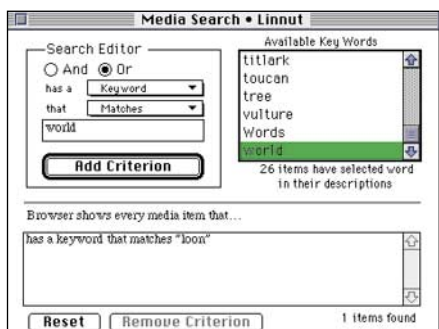 Media Search • Linnut
Search Editor
And Or
has a Keyword
that Matches
world
Add Criterion
Available Key Words
titlark
toucan
tree
vulture
Words
world
26 items have selected word
in their descriptions
Browser shows every media item that...
has a keyword that matches "loon"
Reset Remove Criterion 1 items found